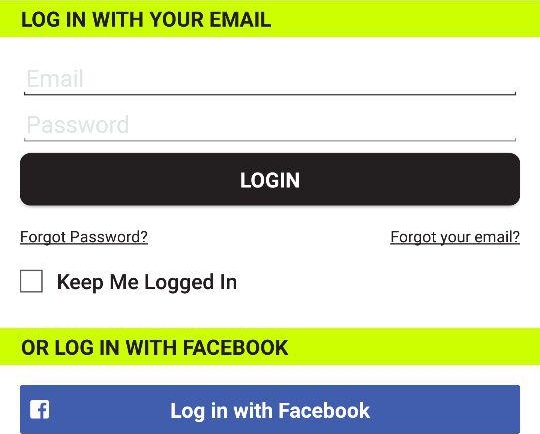 LOG IN WITH YOUR EMAIL
Email
Password
LOGIN
Forgot Password? Forgot your email?
Keep Me Logged In
OR LOG IN WITH FACEBOOK
Log in with Facebook